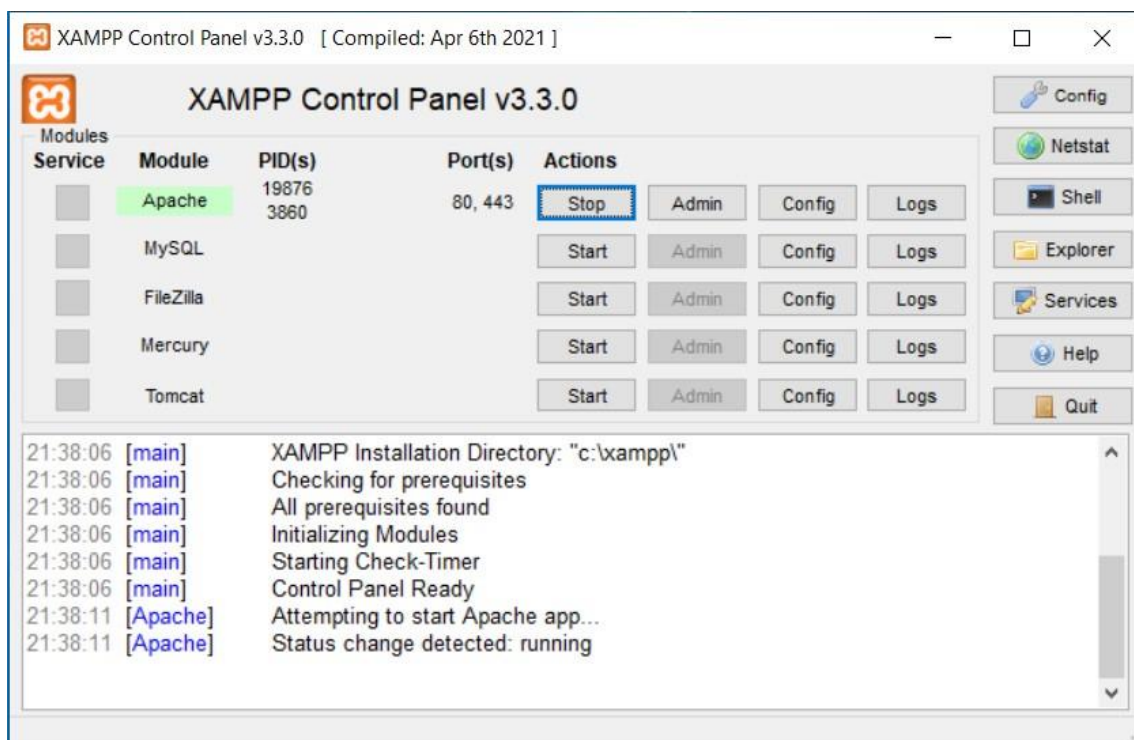 XAMPP Control Panel v3.3.0 [ Compiled: Apr 6th 2021 ]
XAMPP Control Panel v3.3.0
Config
Modules
Service Module PID(s) Port(s) Actions
Netstat
Apache 19876 3860 80, 443 Stop Admin Config Logs
Shell
MySQL Start Admin Config Logs
Explorer
FileZilla Start Admin Config Logs
Services
Mercury Start Admin Config Logs
Help
Tomcat Start Admin Config Logs
Quit
21:38:06 [main] XAMPP Installation Directory: "c:\xampp\"
21:38:06 [main] Checking for prerequisites
21:38:06 [main] All prerequisites found
21:38:06 [main] Initializing Modules
21:38:06 [main] Starting Check-Timer
21:38:06 [main] Control Panel Ready
21:38:11 [Apache] Attempting to start Apache app...
21:38:11 [Apache] Status change detected: running